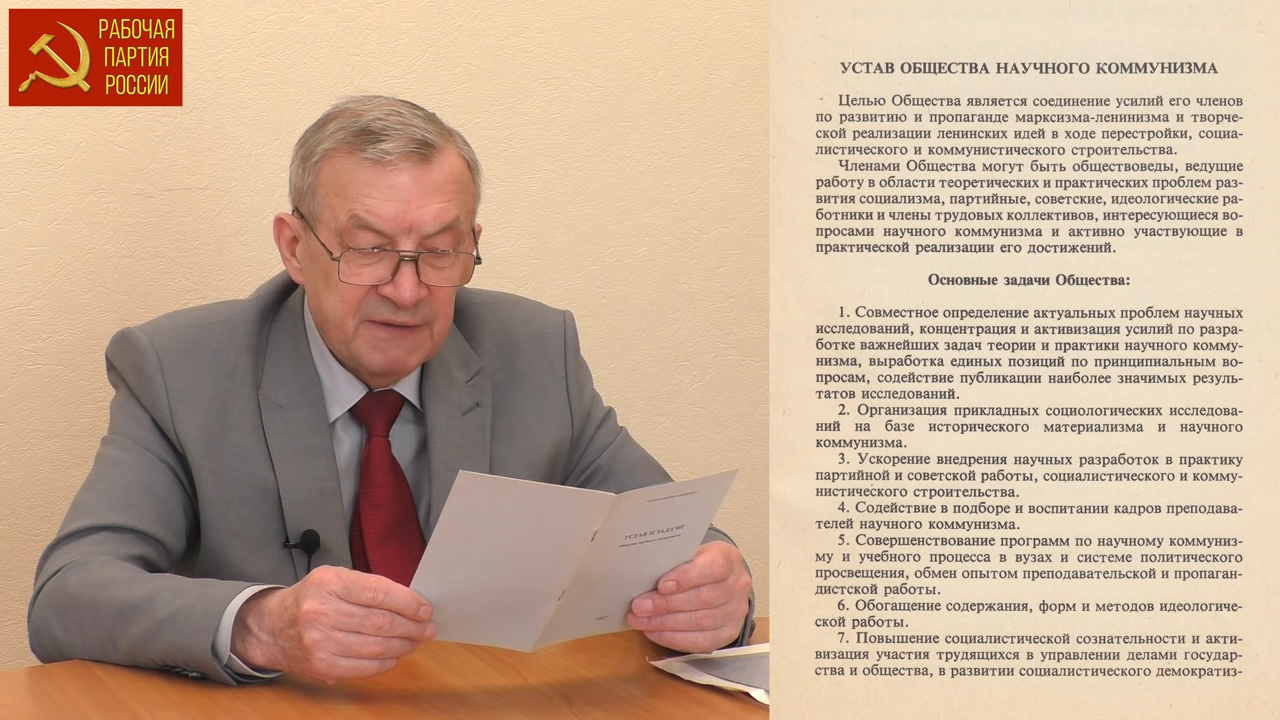 РАБОЧАЯ
ПАРТИЯ
РОССИИ
УСТАВ И ЗАДАЧИ
УСТАВ ОБЩЕСТВА НАУЧНОГО КОММУНИЗМА
Целью Общества является соединение усилий его членов
по развитию и пропаганде марксизма-ленинизма и творче-
ской реализации ленинских идей в ходе перестройки, социа-
листического и коммунистического строительства.
Членами Общества могут быть обществоведы, ведущие
работу в области теоретических и практических проблем раз-
вития социализма, партийные, советские, идеологические ра-
ботники и члены трудовых коллективов, интересующиеся во-
просами научного коммунизма и активно участвующие в
практической реализации его достижений.
Основные задачи Общества:
1. Совместное определение актуальных проблем научных
исследований, концентрация и активизация усилий по разра-
ботке важнейших задач теории и практики научного комму-
низма, выработка единых позиций по принципиальным во-
просам, содействие публикации наиболее значимых резуль-
татов исследований.
2. Организация прикладных социологических исследова-
ний на базе исторического материализма и научного
коммунизма.
3. Ускорение внедрения научных разработок в практику
партийной и советской работы, социалистического и комму-
нистического строительства.
4. Содействие в подборе и воспитании кадров преподава-
телей научного коммунизма.
5. Совершенствование программ по научному коммуниз-
му и учебного процесса в вузах и системе политического
просвещения, обмен опытом преподавательской и пропаган-
дистской работы.
6. Обогащение содержания, форм и методов идеологиче-
ской работы.
7. Повышение социалистической сознательности и акти-
визация участия трудящихся в управлении делами государ-
ства и общества, в развитии социалистического демократиз-